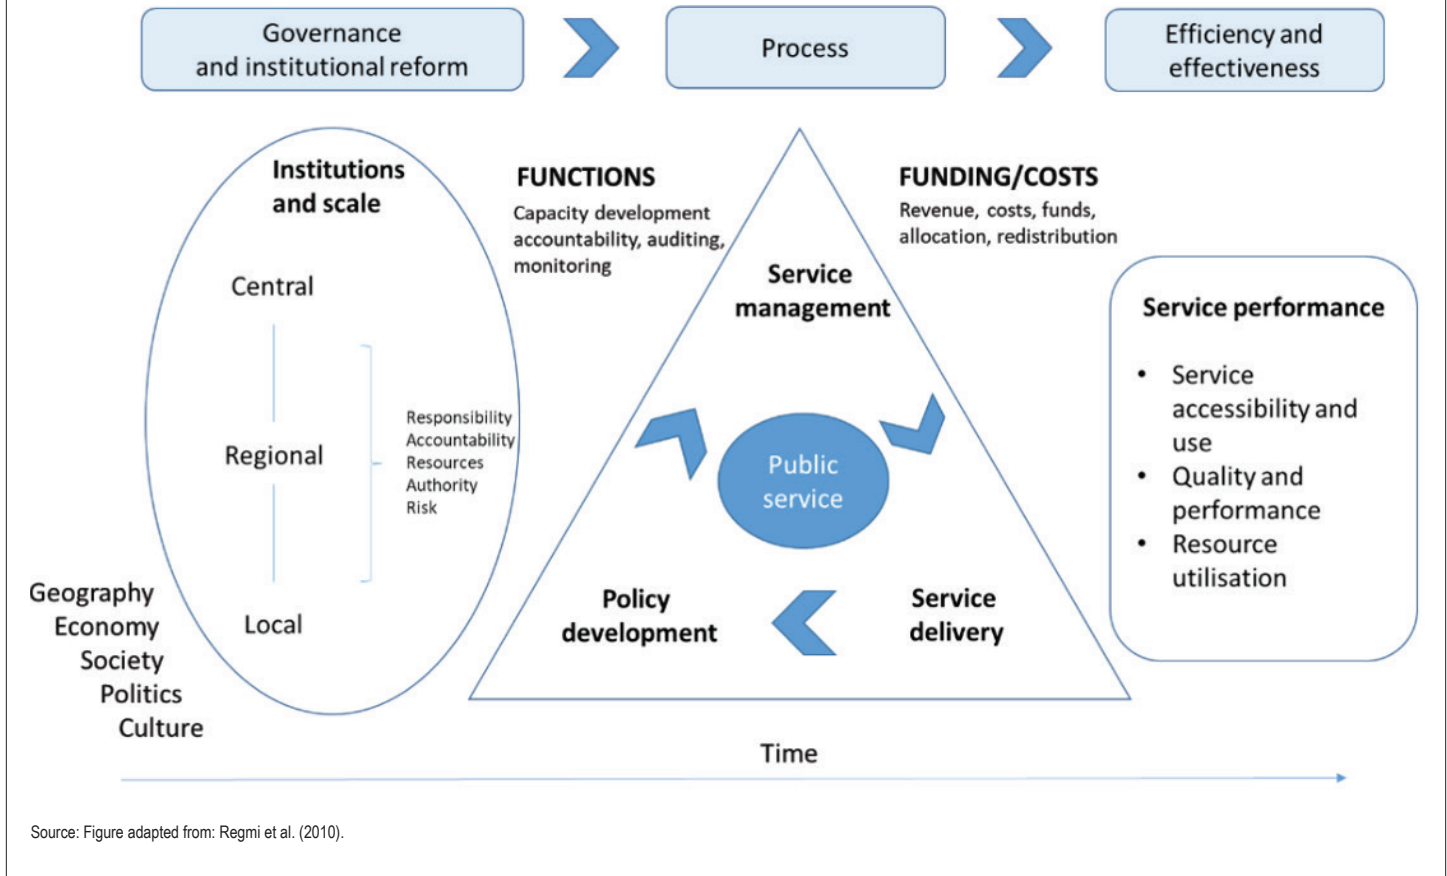 Governance
and institutional reform
Process
Efficiency and
effectiveness
Institutions
and scale
Central
Regional
Local
Responsibility
Accountability
Resources
Authority
Risk
Geography
Economy
Society
Politics
Culture
FUNCTIONS
Capacity development
accountability, auditing,
monitoring
FUNDING/COSTS
Revenue, costs, funds,
allocation, redistribution
Service
management
Public
service
Policy
development
Service
delivery
Service performance
• Service
accessibility and
use
• Quality and
performance
• Resource
utilisation
Time
Source: Figure adapted from: Regmi et al. (2010).